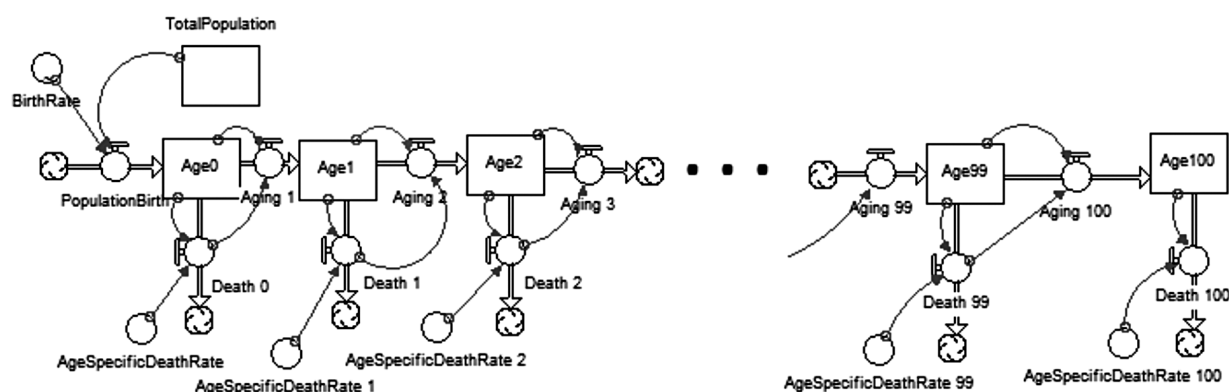 TotalPopulation
BirthRate
Age0
Age1
Age2
Age99
Age100
PopulationBirth
Aging 1
Aging 2
Aging 3
Aging 99
Aging 100
Death 0
Death 1
Death 2
Death 99
Death 100
AgeSpecificDeathRate
AgeSpecificDeathRate 1
AgeSpecificDeathRate 2
AgeSpecificDeathRate 99
AgeSpecificDeathRate 100